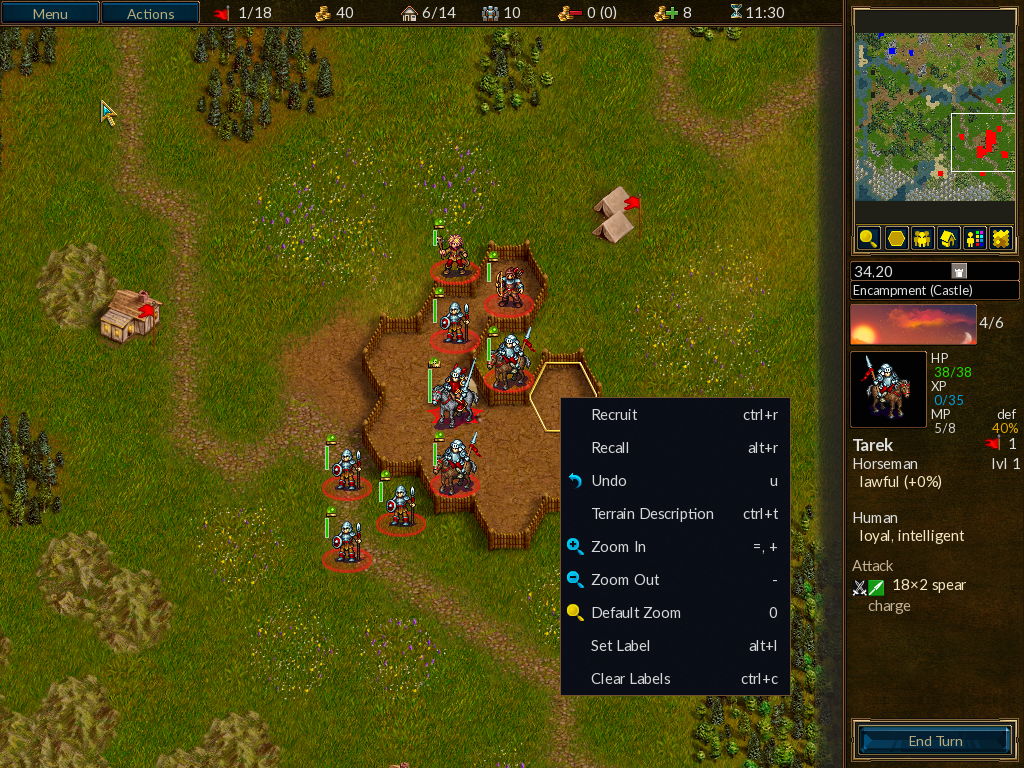 Menu Actions 1/18 40 6/14 10 0 (0) 8 11:30
34,20
Encampment (Castle)
4/6
HP
38/38
XP
0/35
MP def
5/8 40%
Tarek 1
Horseman lvl 1
lawful (+0%)
Human
loyal, intelligent
Attack
18×2 spear
charge
Recruit ctrl+r
Recall alt+r
Undo u
Terrain Description ctrl+t
Zoom In =, +
Zoom Out -
Default Zoom 0
Set Label alt+l
Clear Labels ctrl+c
End Turn